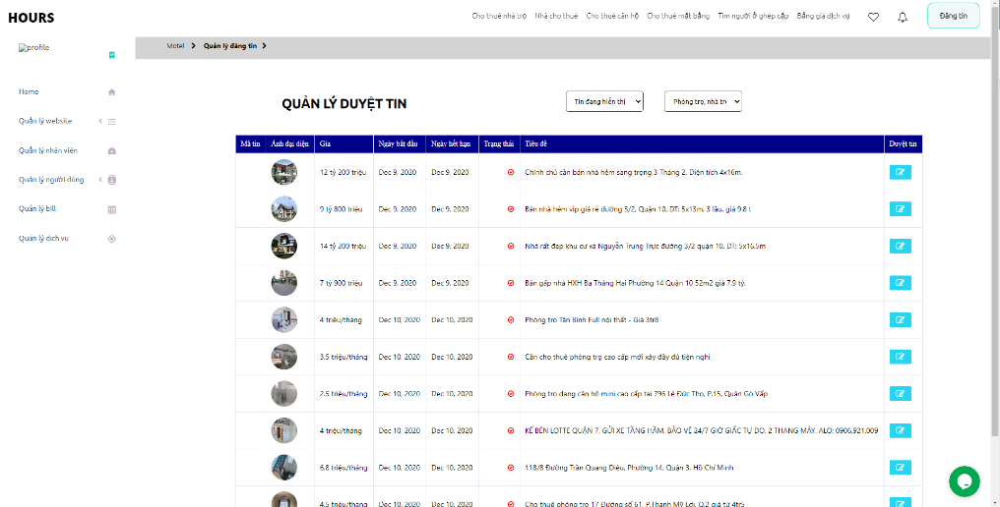 HOURS
Cho thuê nhà trọ Nhà cho thuê Cho thuê căn hộ Cho thuê mặt bằng Tìm người ở ghép cặp Bảng giá dịch vụ Đăng tin
profile
Motel Quản lý đăng tin
Home
Quản lý website
Quản lý nhân viên
Quản lý người dùng
Quản lý bill
Quản lý dịch vụ
QUẢN LÝ DUYỆT TIN
Tin đang hiển thị Phòng trọ, nhà trọ
Mã tin Ảnh đại diện Gía Ngày bắt đầu Ngày hết hạn Trạng thái Tiêu đề Duyệt tin
12 tỷ 200 triệu Dec 9, 2020 Dec 9, 2020 Chính chủ cần bán nhà hẻm sang trọng 3 Tháng 2. Diện tích 4x16m.
9 tỷ 800 triệu Dec 9, 2020 Dec 9, 2020 Bán nhà hẻm vip giá rẻ đường 3/2, Quận 10, DT: 5x13m, 3 lầu, giá 9.8 t
14 tỷ 200 triệu Dec 9, 2020 Dec 9, 2020 Nhà rất đẹp khu cư xá Nguyễn Trung Trực đường 3/2 quận 10. DT: 5x16.5m
7 tỷ 900 triệu Dec 9, 2020 Dec 9, 2020 Bán gấp nhà HXH Ba Tháng Hai Phường 14 Quận 10 52m2 giá 7.9 tỷ.
4 triệu/tháng Dec 10, 2020 Dec 10, 2020 Phòng trọ Tân Bình Full nội thất - Giá 3tr8
3.5 triệu/tháng Dec 10, 2020 Dec 10, 2020 Cần cho thuê phòng trọ cao cấp mới xây đầy đủ tiện nghi
2.5 triệu/tháng Dec 10, 2020 Dec 10, 2020 Phòng trọ dạng căn hộ mini cao cấp tại 796 Lê Đức Thọ, P.15, Quận Gò Vấp
4 triệu/tháng Dec 10, 2020 Dec 10, 2020 KẾ BÊN LOTTE QUẬN 7, GỬI XE TẦNG HẦM, BẢO VỆ 24/7 GIỜ GIẤC TỰ DO, 2 THANG MÁY. ALO: 0906.921.009
6.8 triệu/tháng Dec 10, 2020 Dec 10, 2020 118/8 Đường Trần Quang Diệu, Phường 14, Quận 3, Hồ Chí Minh
4.5 triệu/tháng Dec 10, 2020 Dec 10, 2020 Cho thuê phòng trọ 17 Đường số 61, P.Thạnh Mỹ Lợi, Q.2 giá từ 4tr5